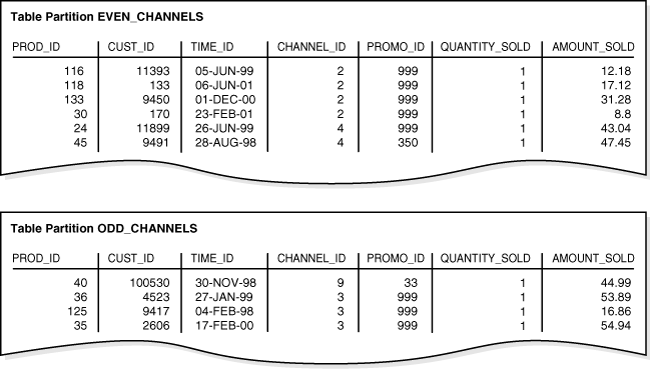 Table Partition EVEN_CHANNELS
PROD_ID CUST_ID TIME_ID CHANNEL_ID PROMO_ID QUANTITY_SOLD AMOUNT_SOLD
116 11393 05-JUN-99 2 999 1 12.18
118 133 06-JUN-01 2 999 1 17.12
133 9450 01-DEC-00 2 999 1 31.28
30 170 23-FEB-01 2 999 1 8.8
24 11899 26-JUN-99 4 999 1 43.04
45 9491 28-AUG-98 4 350 1 47.45
Table Partition ODD_CHANNELS
PROD_ID CUST_ID TIME_ID CHANNEL_ID PROMO_ID QUANTITY_SOLD AMOUNT_SOLD
40 100530 30-NOV-98 9 33 1 44.99
36 4523 27-JAN-99 3 999 1 53.89
125 9417 04-FEB-98 3 999 1 16.86
35 2606 17-FEB-00 3 999 1 54.94